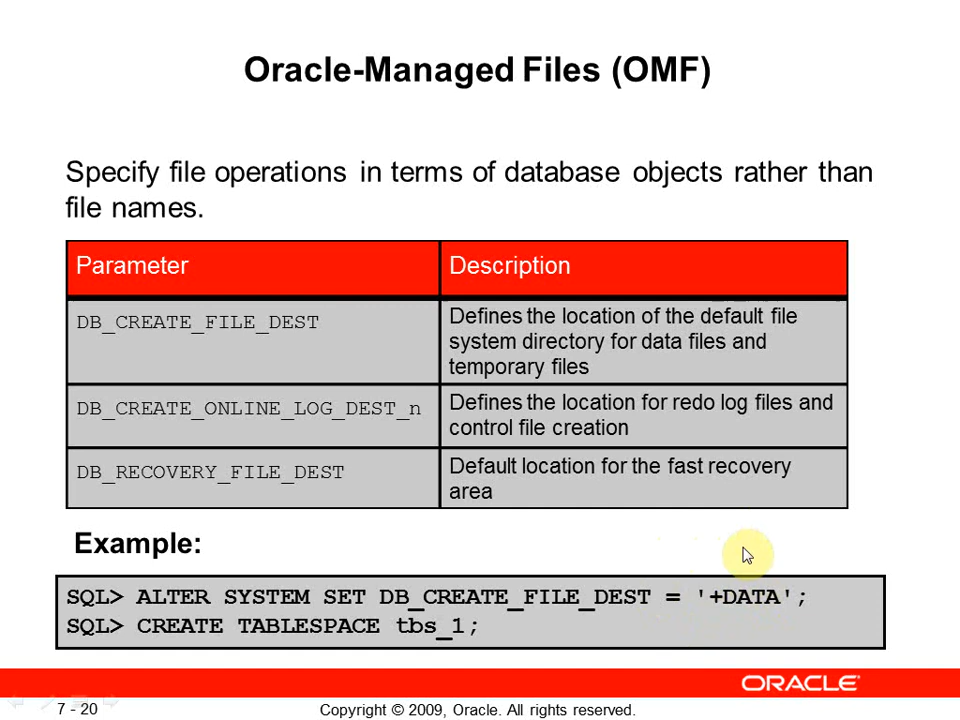 Oracle-Managed Files (OMF)
Specify file operations in terms of database objects rather than
file names.
Parameter
Description
DB_CREATE_FILE_DEST
Defines the location of the default file
system directory for data files and
temporary files
DB_CREATE_ONLINE_LOG_DEST_n
Defines the location for redo log files and
control file creation
DB_RECOVERY_FILE_DEST
Default location for the fast recovery
area
Example:
SQL> ALTER SYSTEM SET DB_CREATE_FILE_DEST = '+DATA';
SQL> CREATE TABLESPACE tbs_1;
ORACLE
7 - 20
Copyright © 2009, Oracle. All rights reserved.